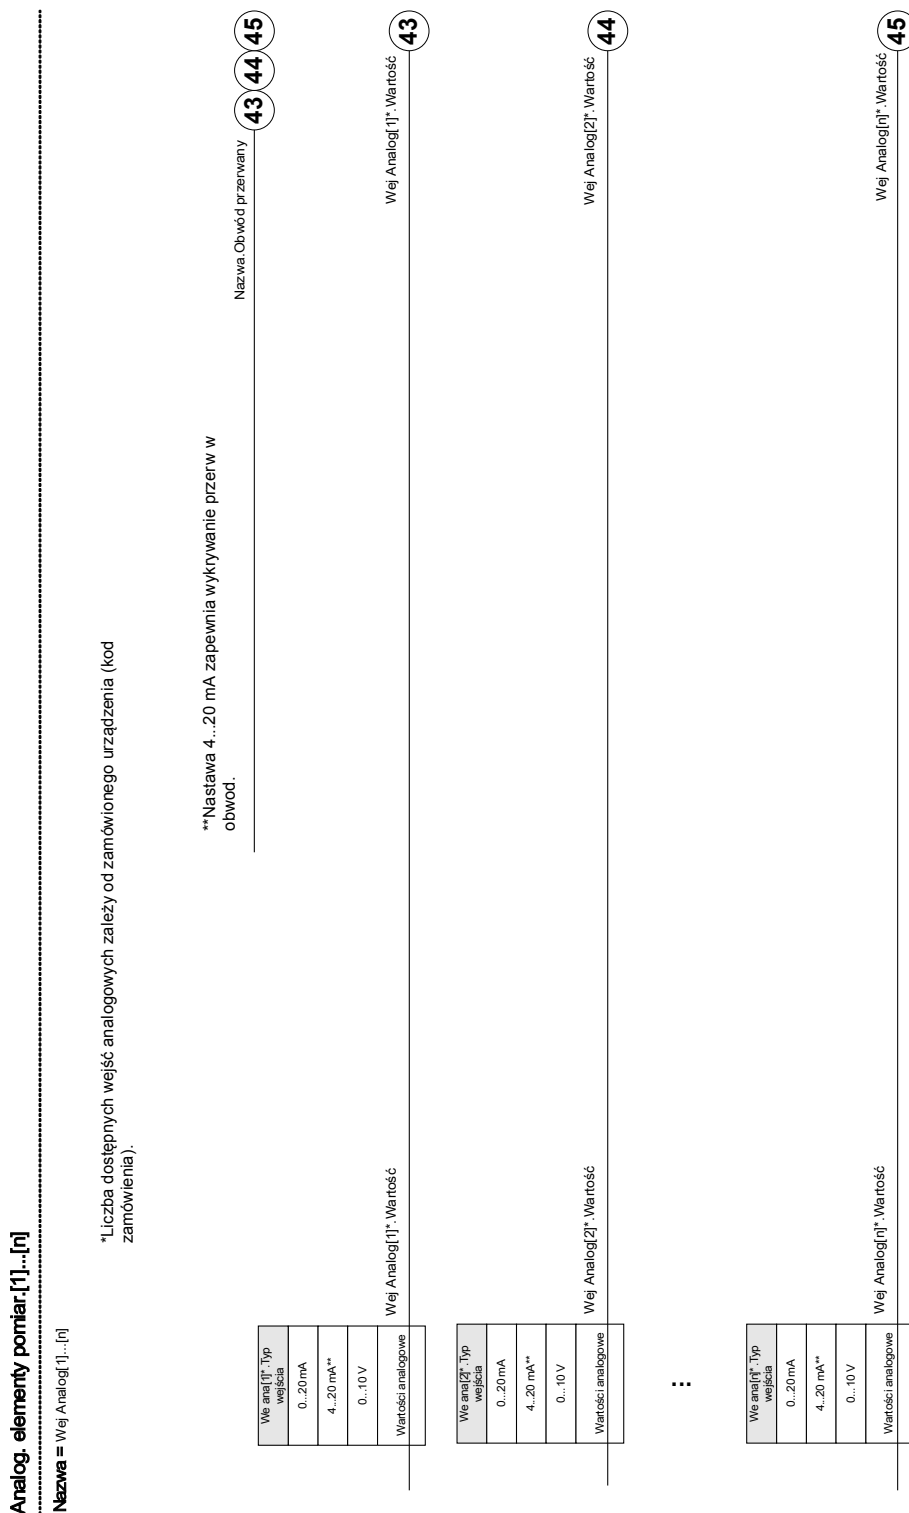 Analog. elementy pomiar.[1]...[n]
Nazwa = Wej Analog[1]...[n]
*Liczba dostępnych wejść analogowych zależy od zamówionego urządzenia (kod
zamówienia).
**Nastawa 4...20 mA zapewnia wykrywanie przerw w
obwod.
Nazwa.Obwód przerwany
43 44 45
We ana[1]*.Typ
wejścia
0...20 mA
4...20 mA**
0...10 V
Wartości analogowe
Wej Analog[1]*.Wartość
Wej Analog[1]*.Wartość
43
We ana[2]*.Typ
wejścia
0...20 mA
4...20 mA**
0...10 V
Wartości analogowe
Wej Analog[2]*.Wartość
Wej Analog[2]*.Wartość
44
...
We ana[n]*.Typ
wejścia
0...20 mA
4...20 mA**
0...10 V
Wartości analogowe
Wej Analog[n]*.Wartość
Wej Analog[n]*.Wartość
45